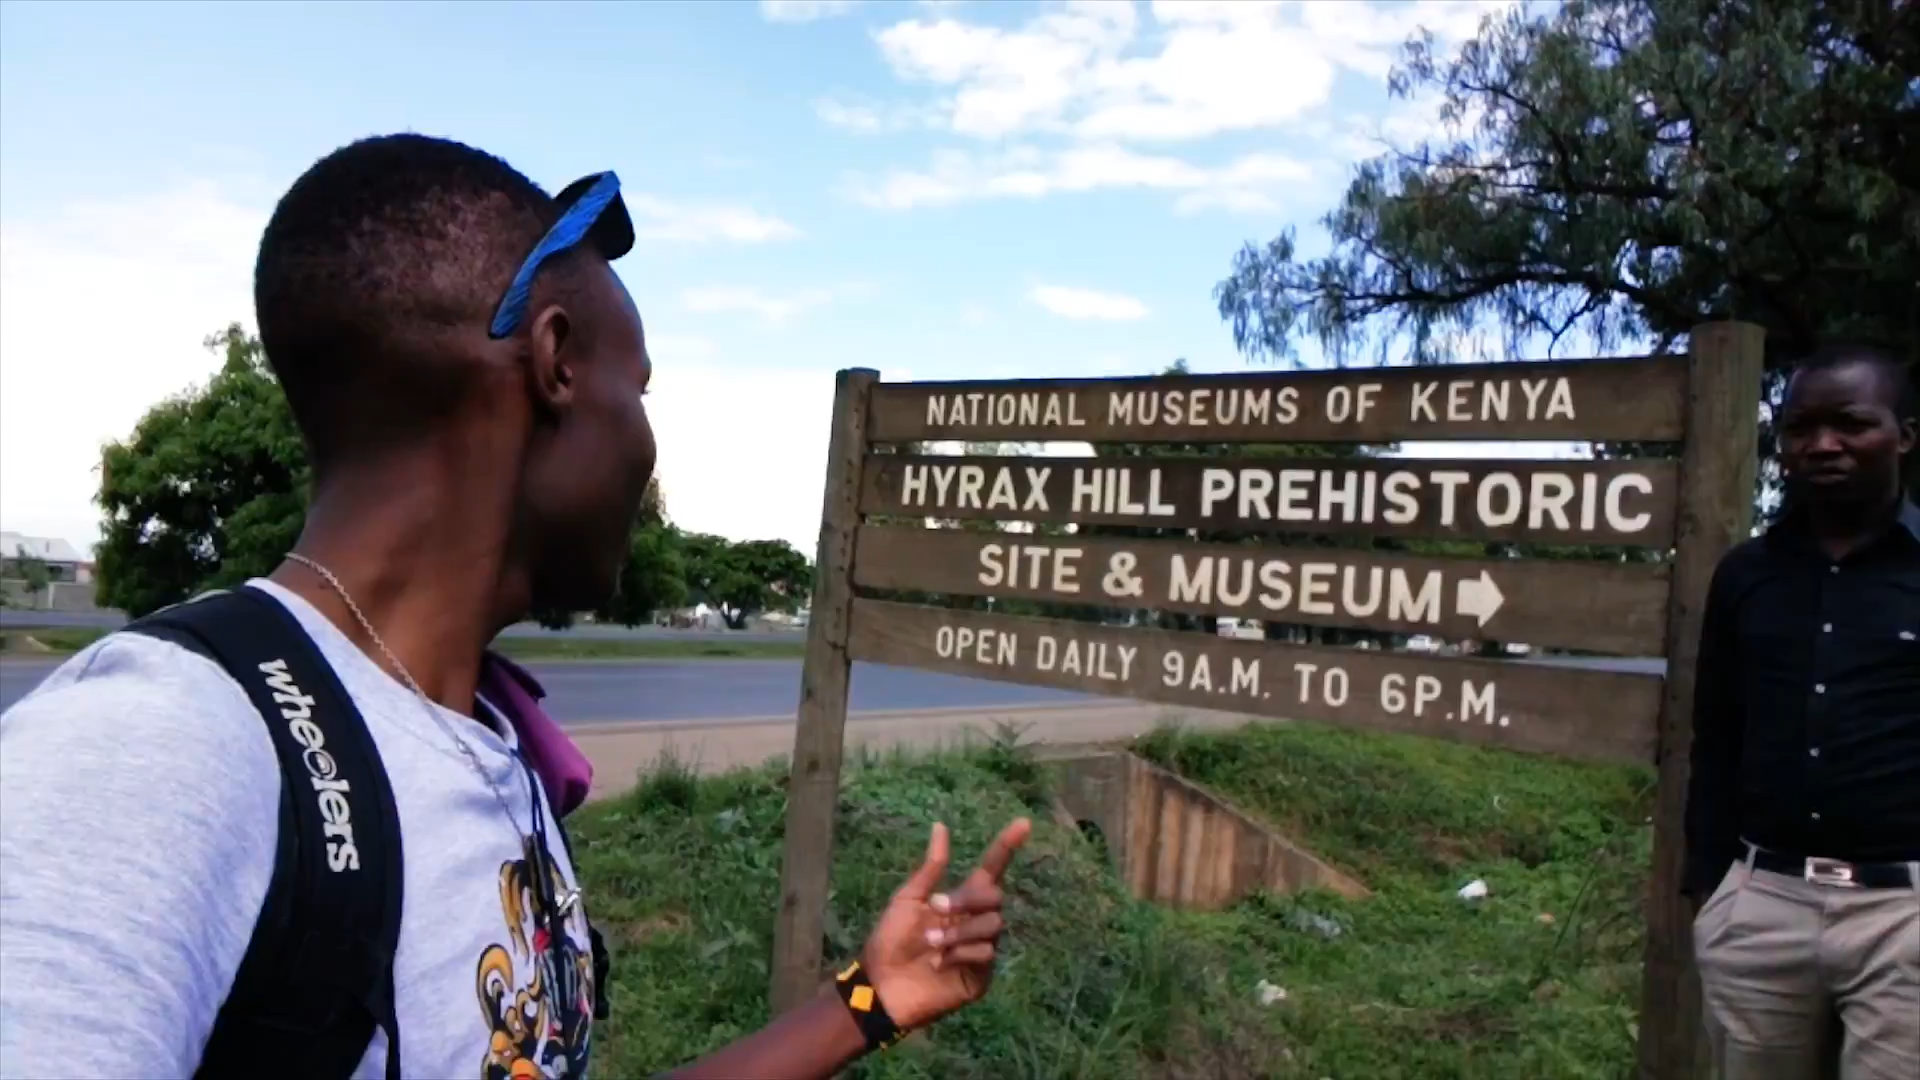 NATIONAL MUSEUMS OF KENYA
HYRAX HILL PREHISTORIC
SITE & MUSEUM
OPEN DAILY 9A.M. TO 6P.M.
wheelers